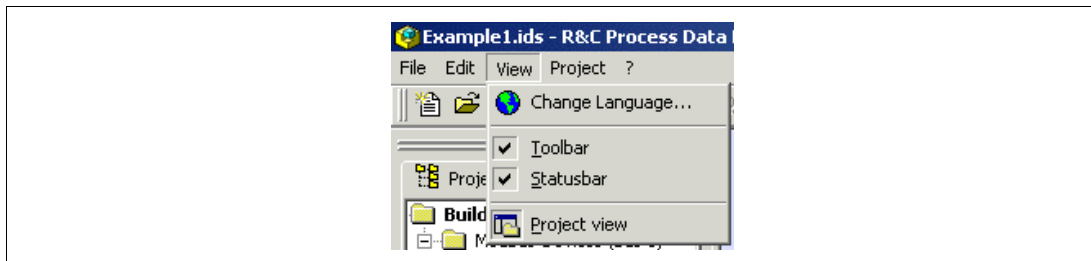 Example1.ids - R&C Process Data
File Edit View Project ?
Change Language...
Toolbar
Proje
Statusbar
Build
Project view